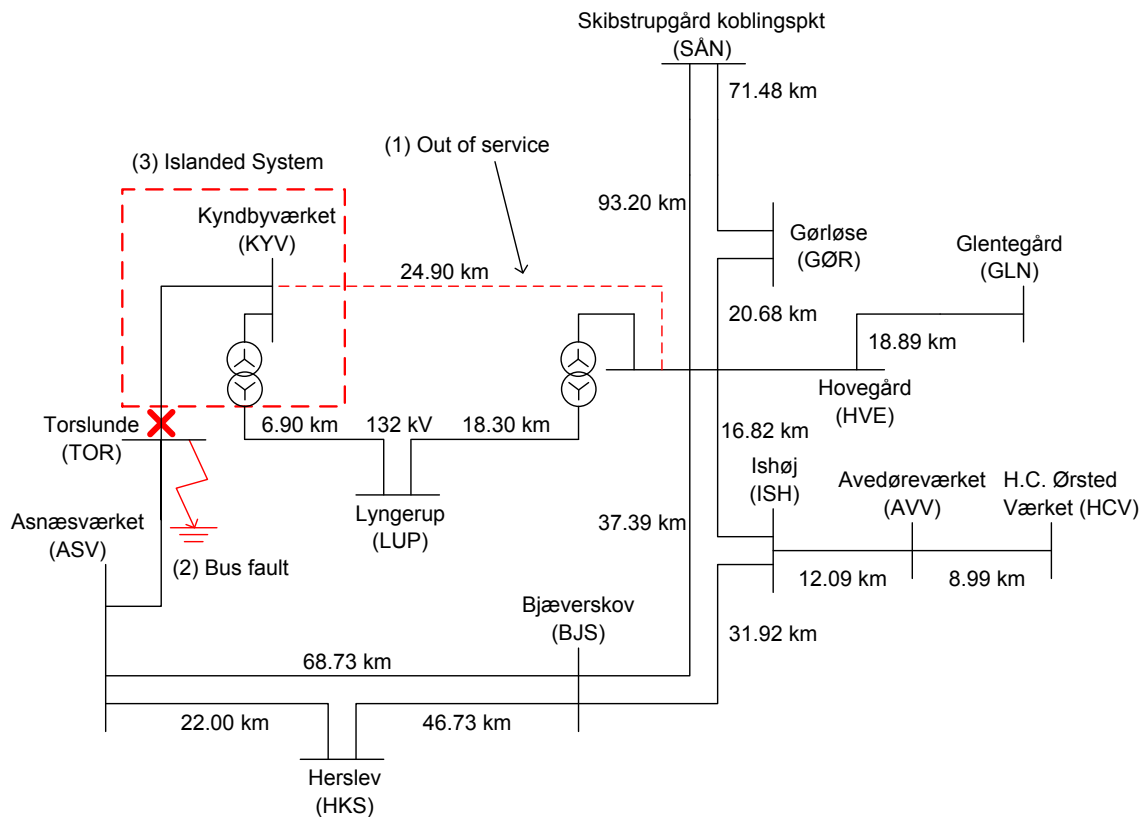 Skibstrupgård koblingspkt
(SÅN)
71.48 km
(1) Out of service
(3) Islanded System
93.20 km
Kyndbyværket
(KYV)
24.90 km
Gørløse
(GØR)
Glentegård
(GLN)
20.68 km
18.89 km
Hovegård
(HVE)
Torslunde
(TOR)
6.90 km
132 kV
18.30 km
16.82 km
Ishøj
(ISH)
Avedøreværket
(AVV)
H.C. Ørsted
Værket (HCV)
Lyngerup
(LUP)
37.39 km
Asnæsværket
(ASV)
(2) Bus fault
12.09 km
8.99 km
Bjæverskov
(BJS)
31.92 km
68.73 km
22.00 km
46.73 km
Herslev
(HKS)